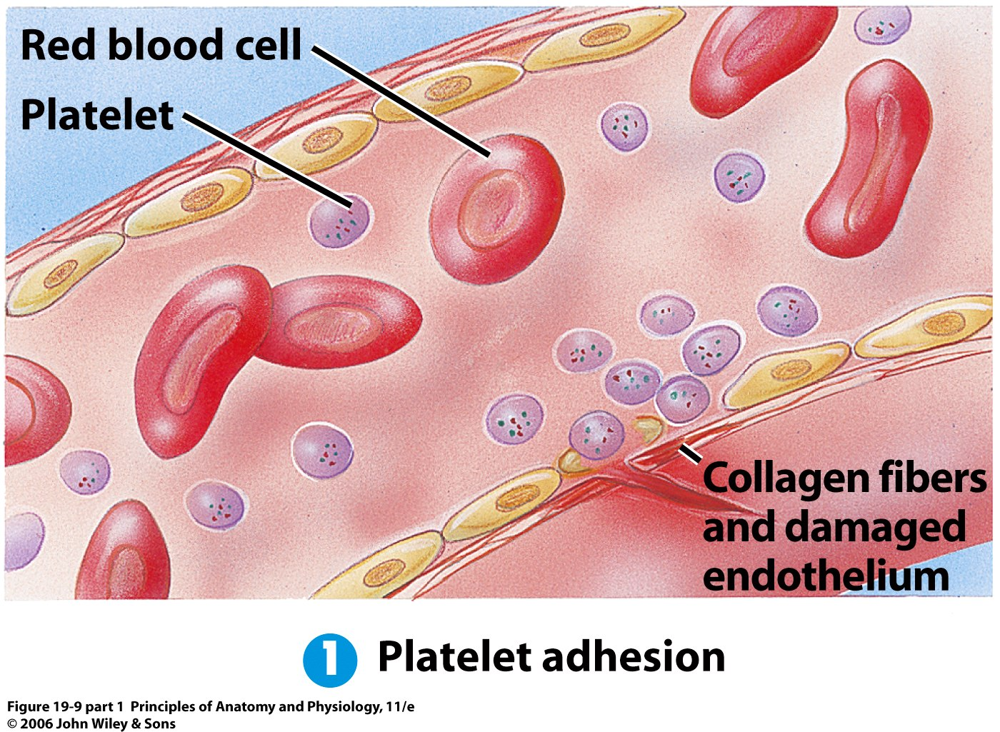 Red blood cell
Platelet
Collagen fibers
and damaged
endothelium
1 Platelet adhesion
Figure 19-9 part 1 Principles of Anatomy and Physiology, 11/e
© 2006 John Wiley & Sons